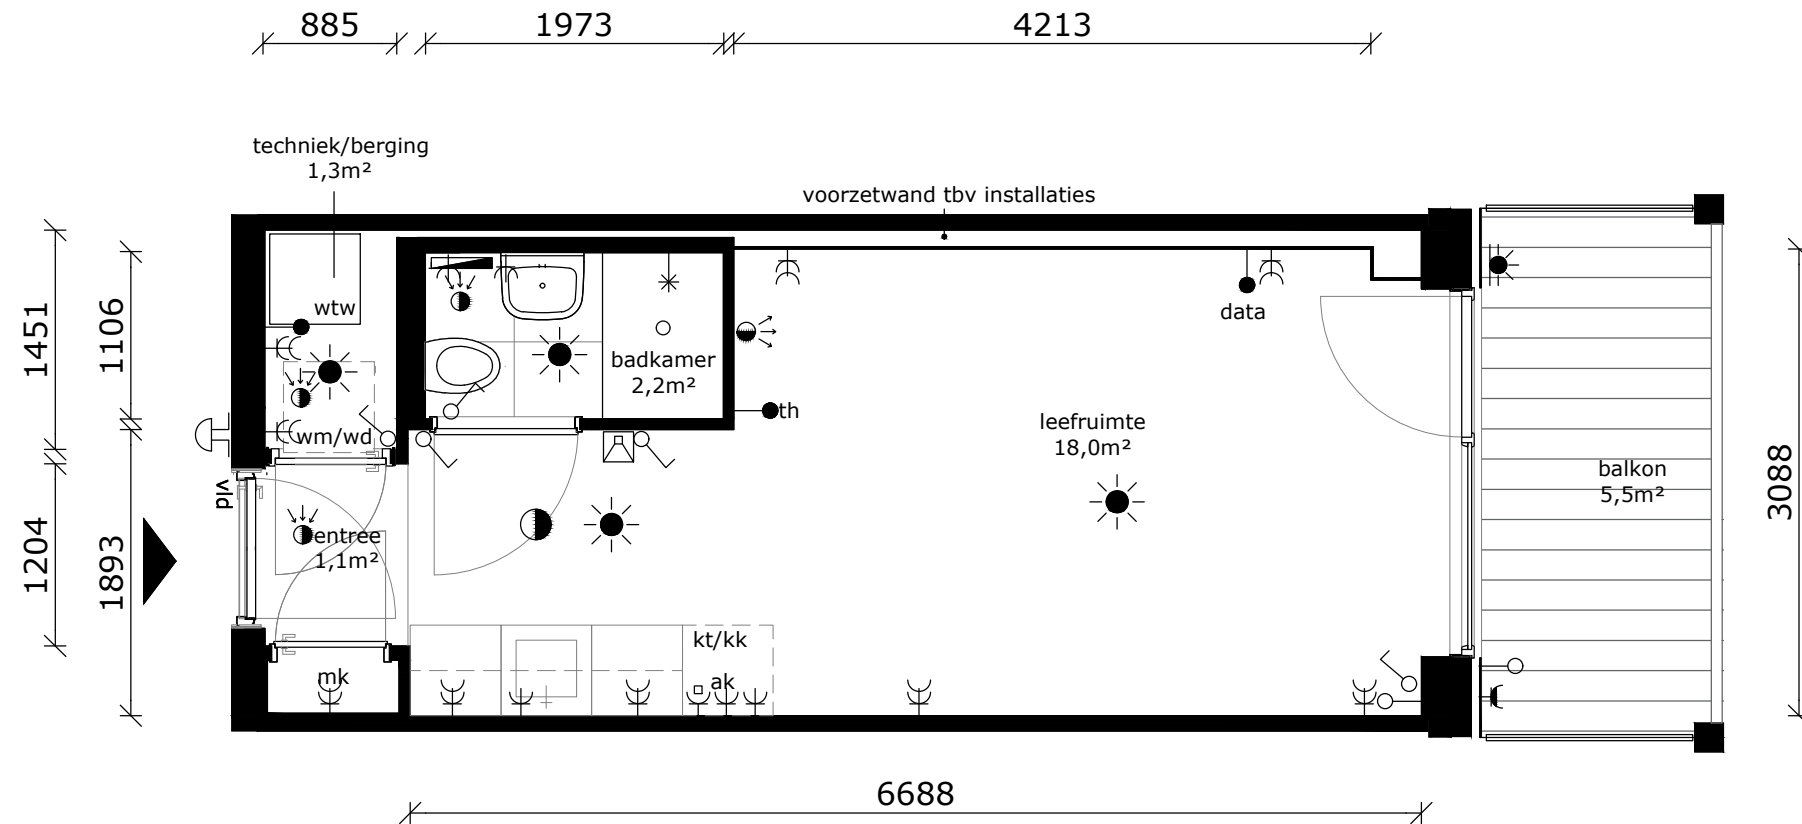 885
1973
4213
techniek/berging
1,3m²
voorzetwand tbv installaties
1451
1106
1204
1893
3088
wtw
wm/wd
vld
entree
1,1m²
mk
badkamer
2,2m²
th
data
leefruimte
18,0m²
kt/kk
ak
balkon
5,5m²
6688